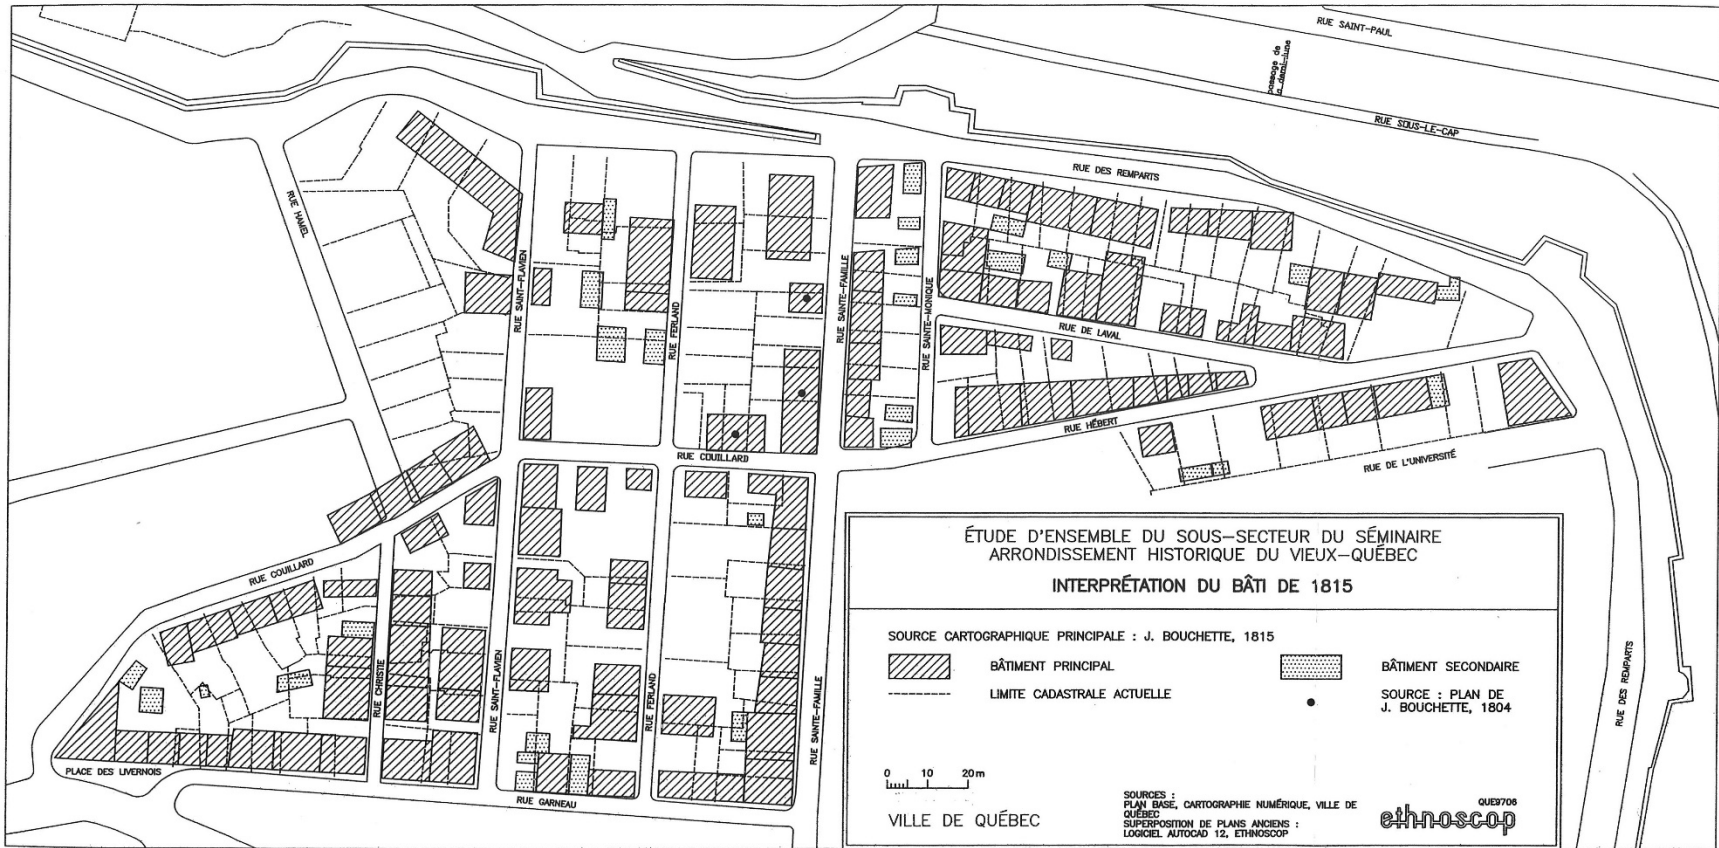 RUE SAINT-PAUL
passage de
la demi-lune
RUE SOUS-LE-CAP
RUE DES REMPARTS
RUE HAMEL
RUE SAINT-FLAVIEN
RUE FERLAND
RUE SAINTE-FAMILLE
RUE SAINTE-MONIQUE
RUE DE LAVAL
RUE HÉBERT
RUE COUILLARD
RUE DE L'UNIVERSITÉ
RUE COUILLARD
RUE CHRISTIE
RUE SAINT-FLAVIEN
RUE FERLAND
RUE SAINTE-FAMILLE
RUE DES REMPARTS
PLACE DES LIVERNOIS
RUE GARNEAU
ÉTUDE D'ENSEMBLE DU SOUS-SECTEUR DU SÉMINAIRE
ARRONDISSEMENT HISTORIQUE DU VIEUX-QUÉBEC
INTERPRÉTATION DU BÂTI DE 1815
SOURCE CARTOGRAPHIQUE PRINCIPALE : J. BOUCHETTE, 1815
BÂTIMENT PRINCIPAL
BÂTIMENT SECONDAIRE
LIMITE CADASTRALE ACTUELLE
SOURCE : PLAN DE
J. BOUCHETTE, 1804
0 10 20m
VILLE DE QUÉBEC
SOURCES :
PLAN BASE, CARTOGRAPHIE NUMÉRIQUE, VILLE DE
QUÉBEC
SUPERPOSITION DE PLANS ANCIENS :
LOGICIEL AUTOCAD 12, ETHNOSCOP
QUE9706
ethnoscop